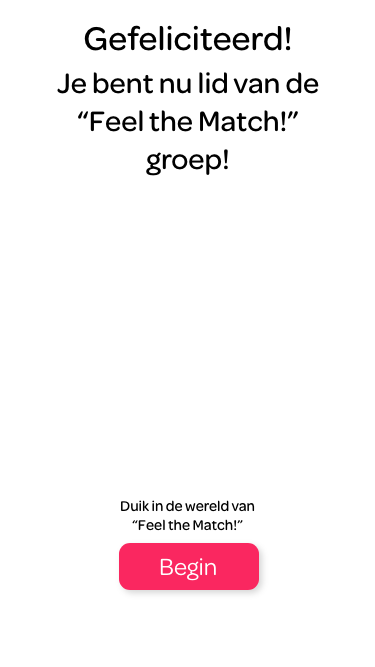 Gefeliciteerd!
Je bent nu lid van de
“Feel the Match!”
groep!
Duik in de wereld van
“Feel the Match!”
Begin